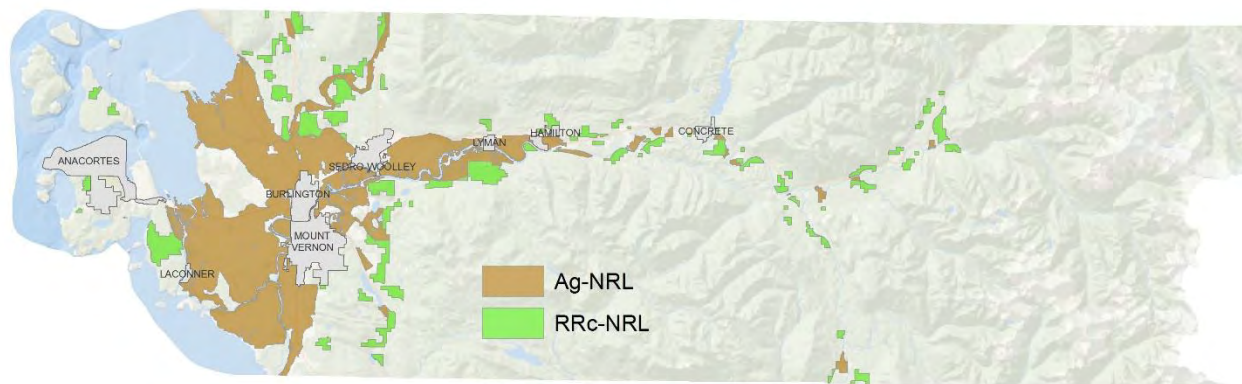 ANACORTES
LACONNER
BURLINGTON
MOUNT
VERNON
SEDRO-WOOLLEY
LYMAN
HAMILTON
CONCRETE
Ag-NRL
RRc-NRL